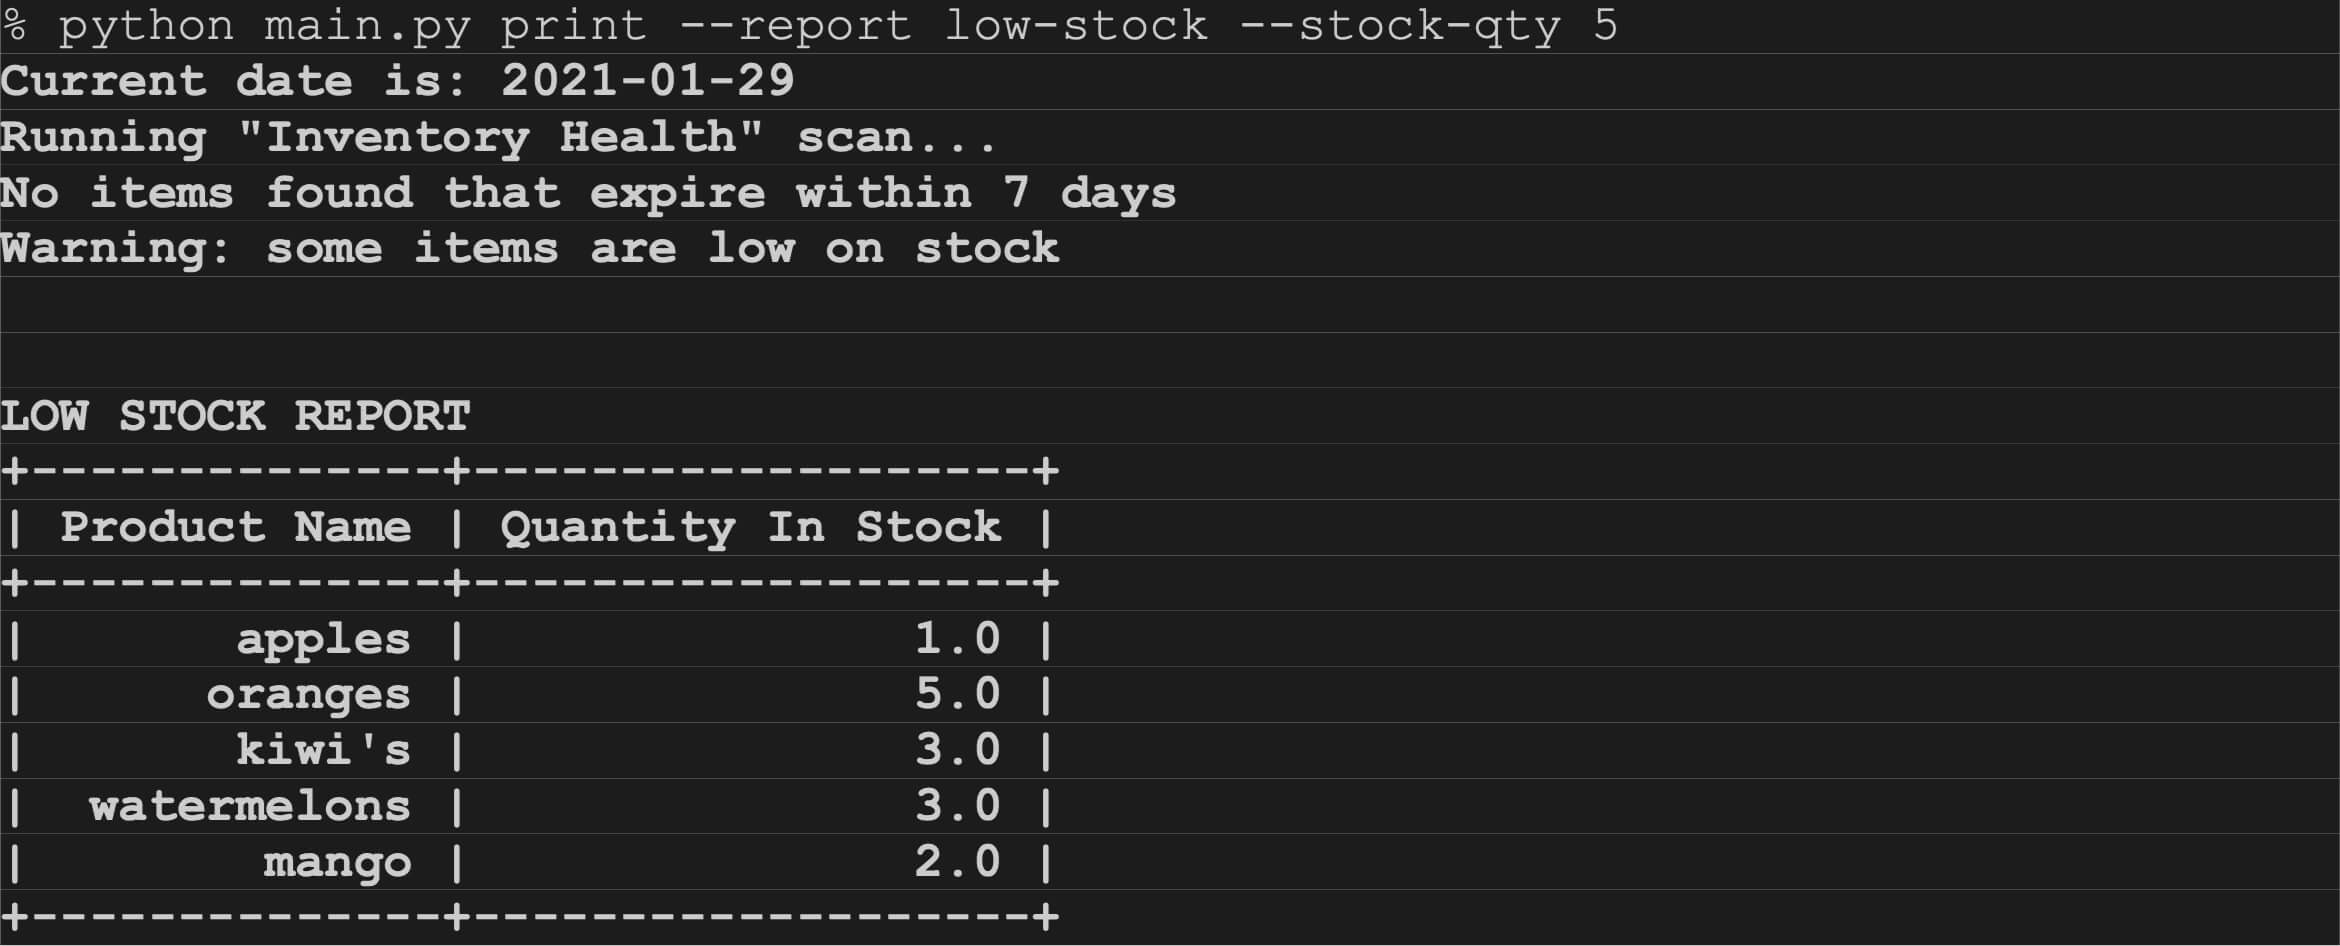 % python main.py print --report low-stock --stock-qty 5
Current date is: 2021-01-29
Running "Inventory Health" scan...
No items found that expire within 7 days
Warning: some items are low on stock
LOW STOCK REPORT
+--------------+-------------------+
| Product Name | Quantity In Stock |
+--------------+-------------------+
|       apples |               1.0 |
|      oranges |               5.0 |
|       kiwi's |               3.0 |
|  watermelons |               3.0 |
|        mango |               2.0 |
+--------------+-------------------+